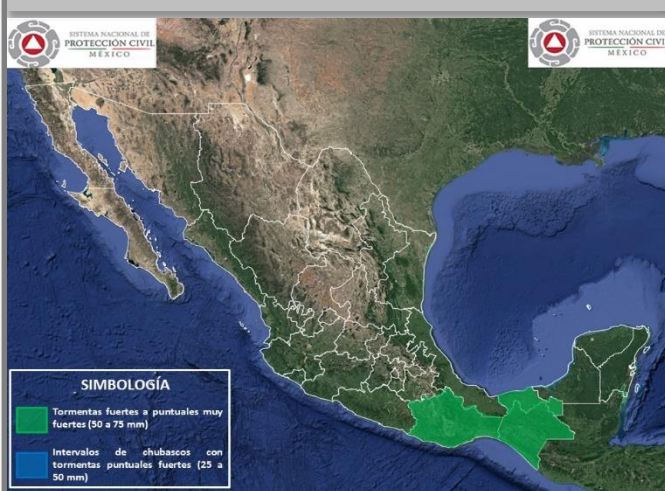 SISTEMA NACIONAL DE
PROTECCIÓN CIVIL
MÉXICO
SISTEMA NACIONAL DE
PROTECCIÓN CIVIL
MÉXICO
SIMBOLOGÍA
Tormentas fuertes a puntuales muy
fuertes (50 a 75 mm)
Intervalos de chubascos con
tormentas puntuales fuertes (25 a
50 mm)